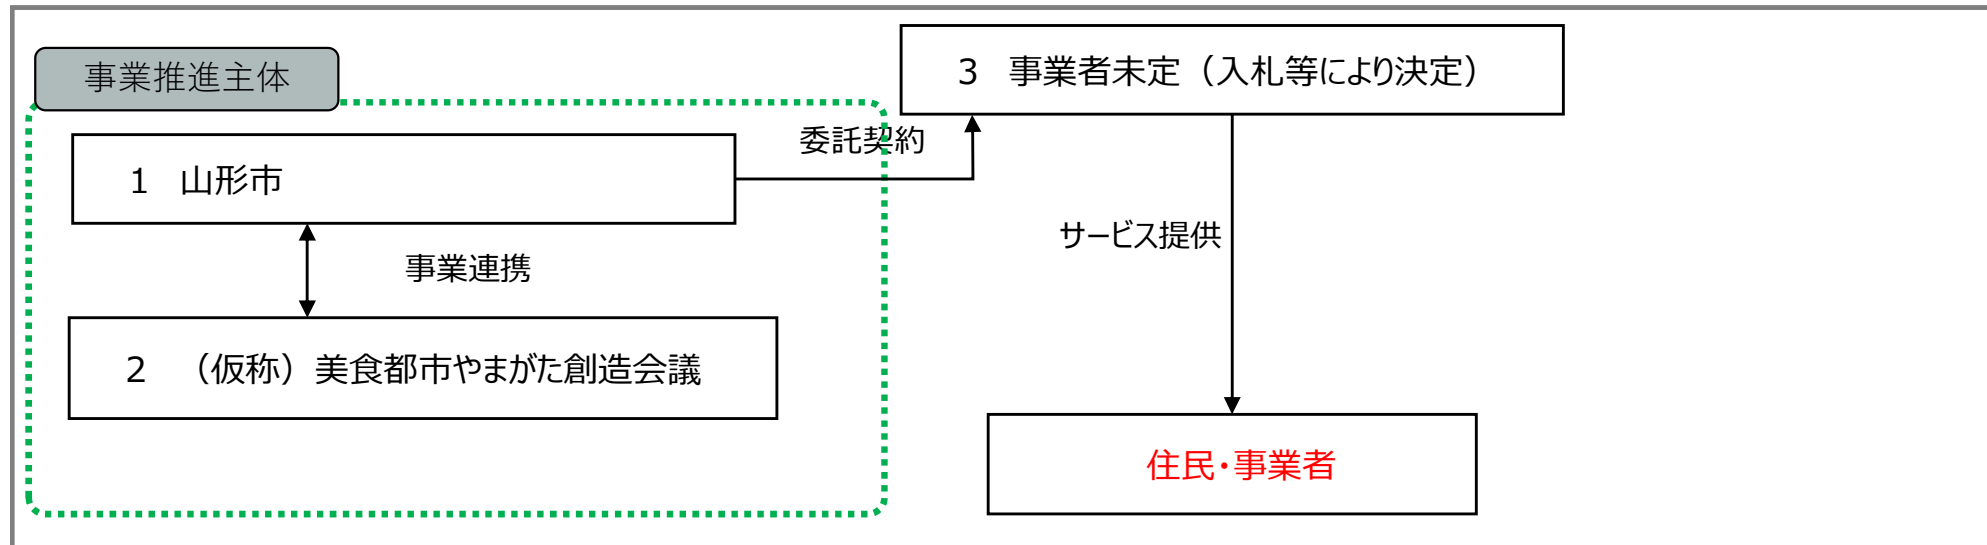 事業推進主体
3 事業者未定（入札等により決定）
委託契約
1 山形市
サービス提供
事業連携
2 （仮称）美食都市やまがた創造会議
住民・事業者